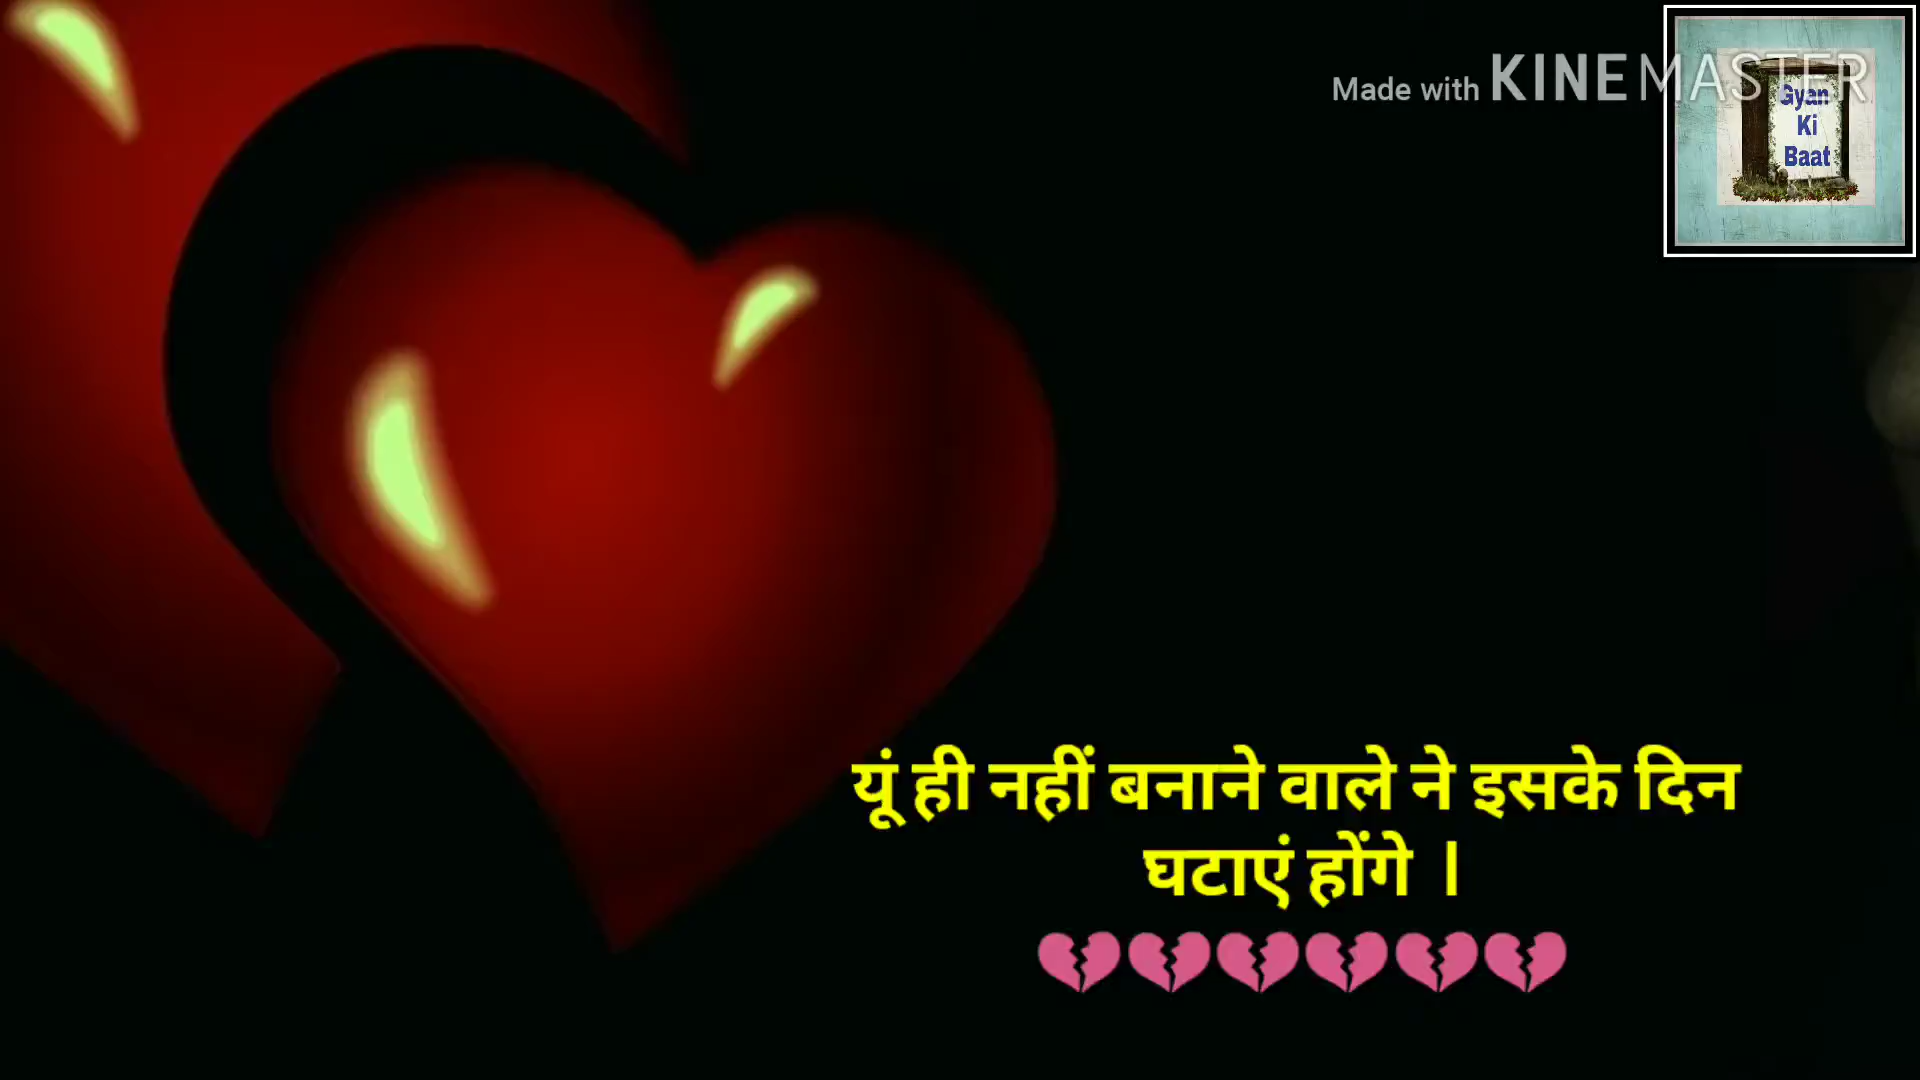 Made with KINEMASTER
Gyan
Ki
Baat
यूं ही नहीं बनाने वाले ने इसके दिन
घटाएं होंगे ।
💔💔💔💔💔💔